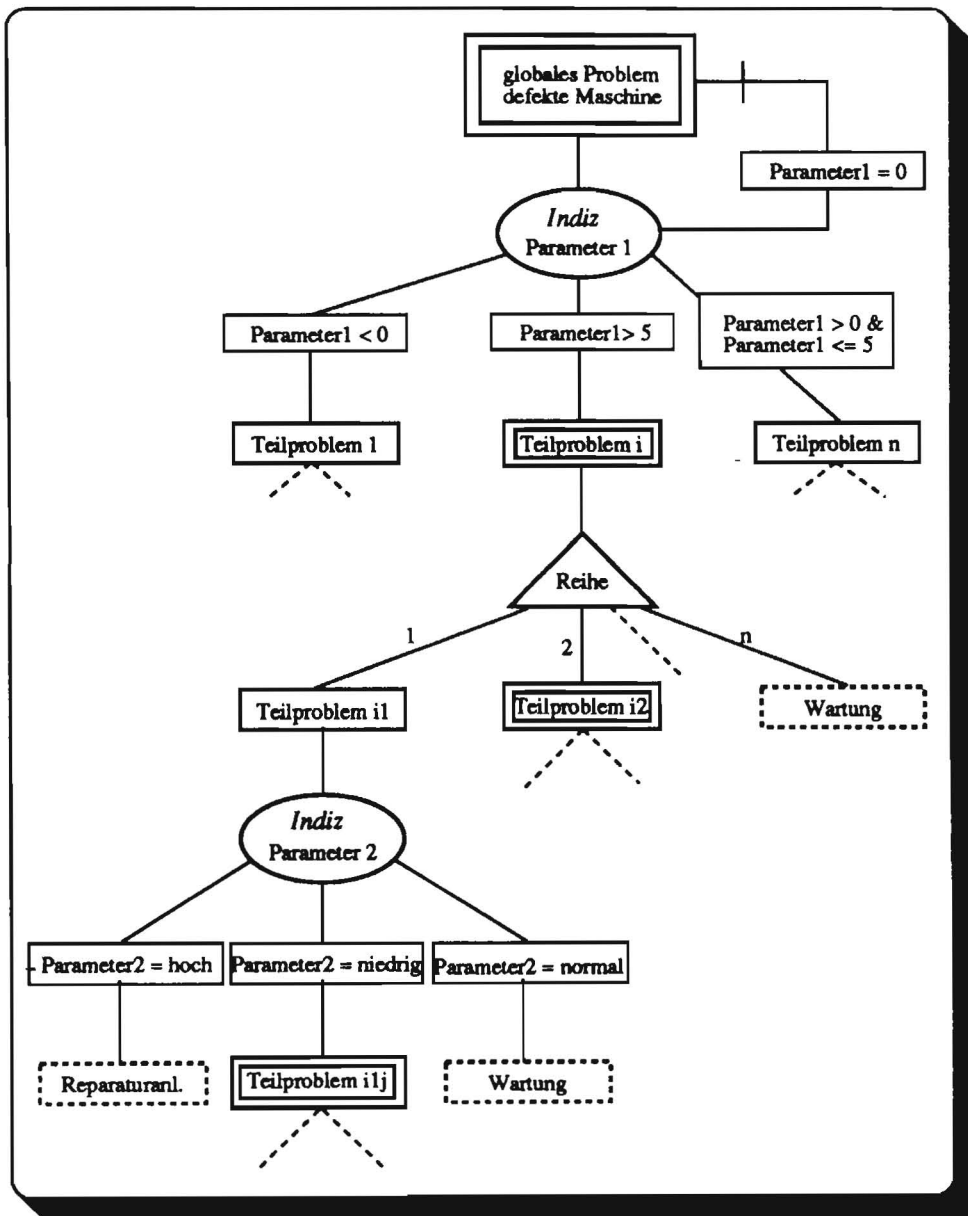 globales Problem
defekte Maschine
Parameter1 = 0
Indiz
Parameter 1
Parameter1 < 0
Parameter1> 5
Parameter1 > 0 &
Parameter1 <= 5
Teilproblem 1
Teilproblem i
Teilproblem n
Reihe
1
2
n
Teilproblem i1
Teilproblem i2
Wartung
Indiz
Parameter 2
Parameter2 = hoch
Parameter2 = niedrig
Parameter2 = normal
Reparaturanl.
Teilproblem i1j
Wartung